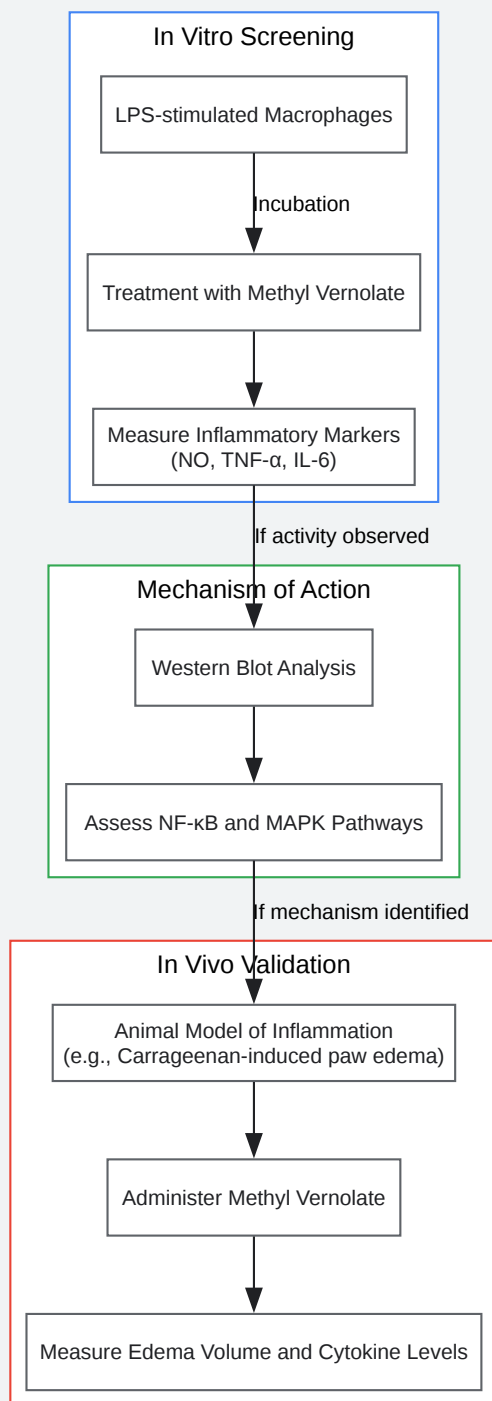 In Vitro Screening
LPS-stimulated Macrophages
Incubation
Treatment with Methyl Vernolate
Measure Inflammatory Markers
(NO, TNF-α, IL-6)
If activity observed
Mechanism of Action
Western Blot Analysis
Assess NF-κB and MAPK Pathways
If mechanism identified
In Vivo Validation
Animal Model of Inflammation
(e.g., Carrageenan-induced paw edema)
Administer Methyl Vernolate
Measure Edema Volume and Cytokine Levels